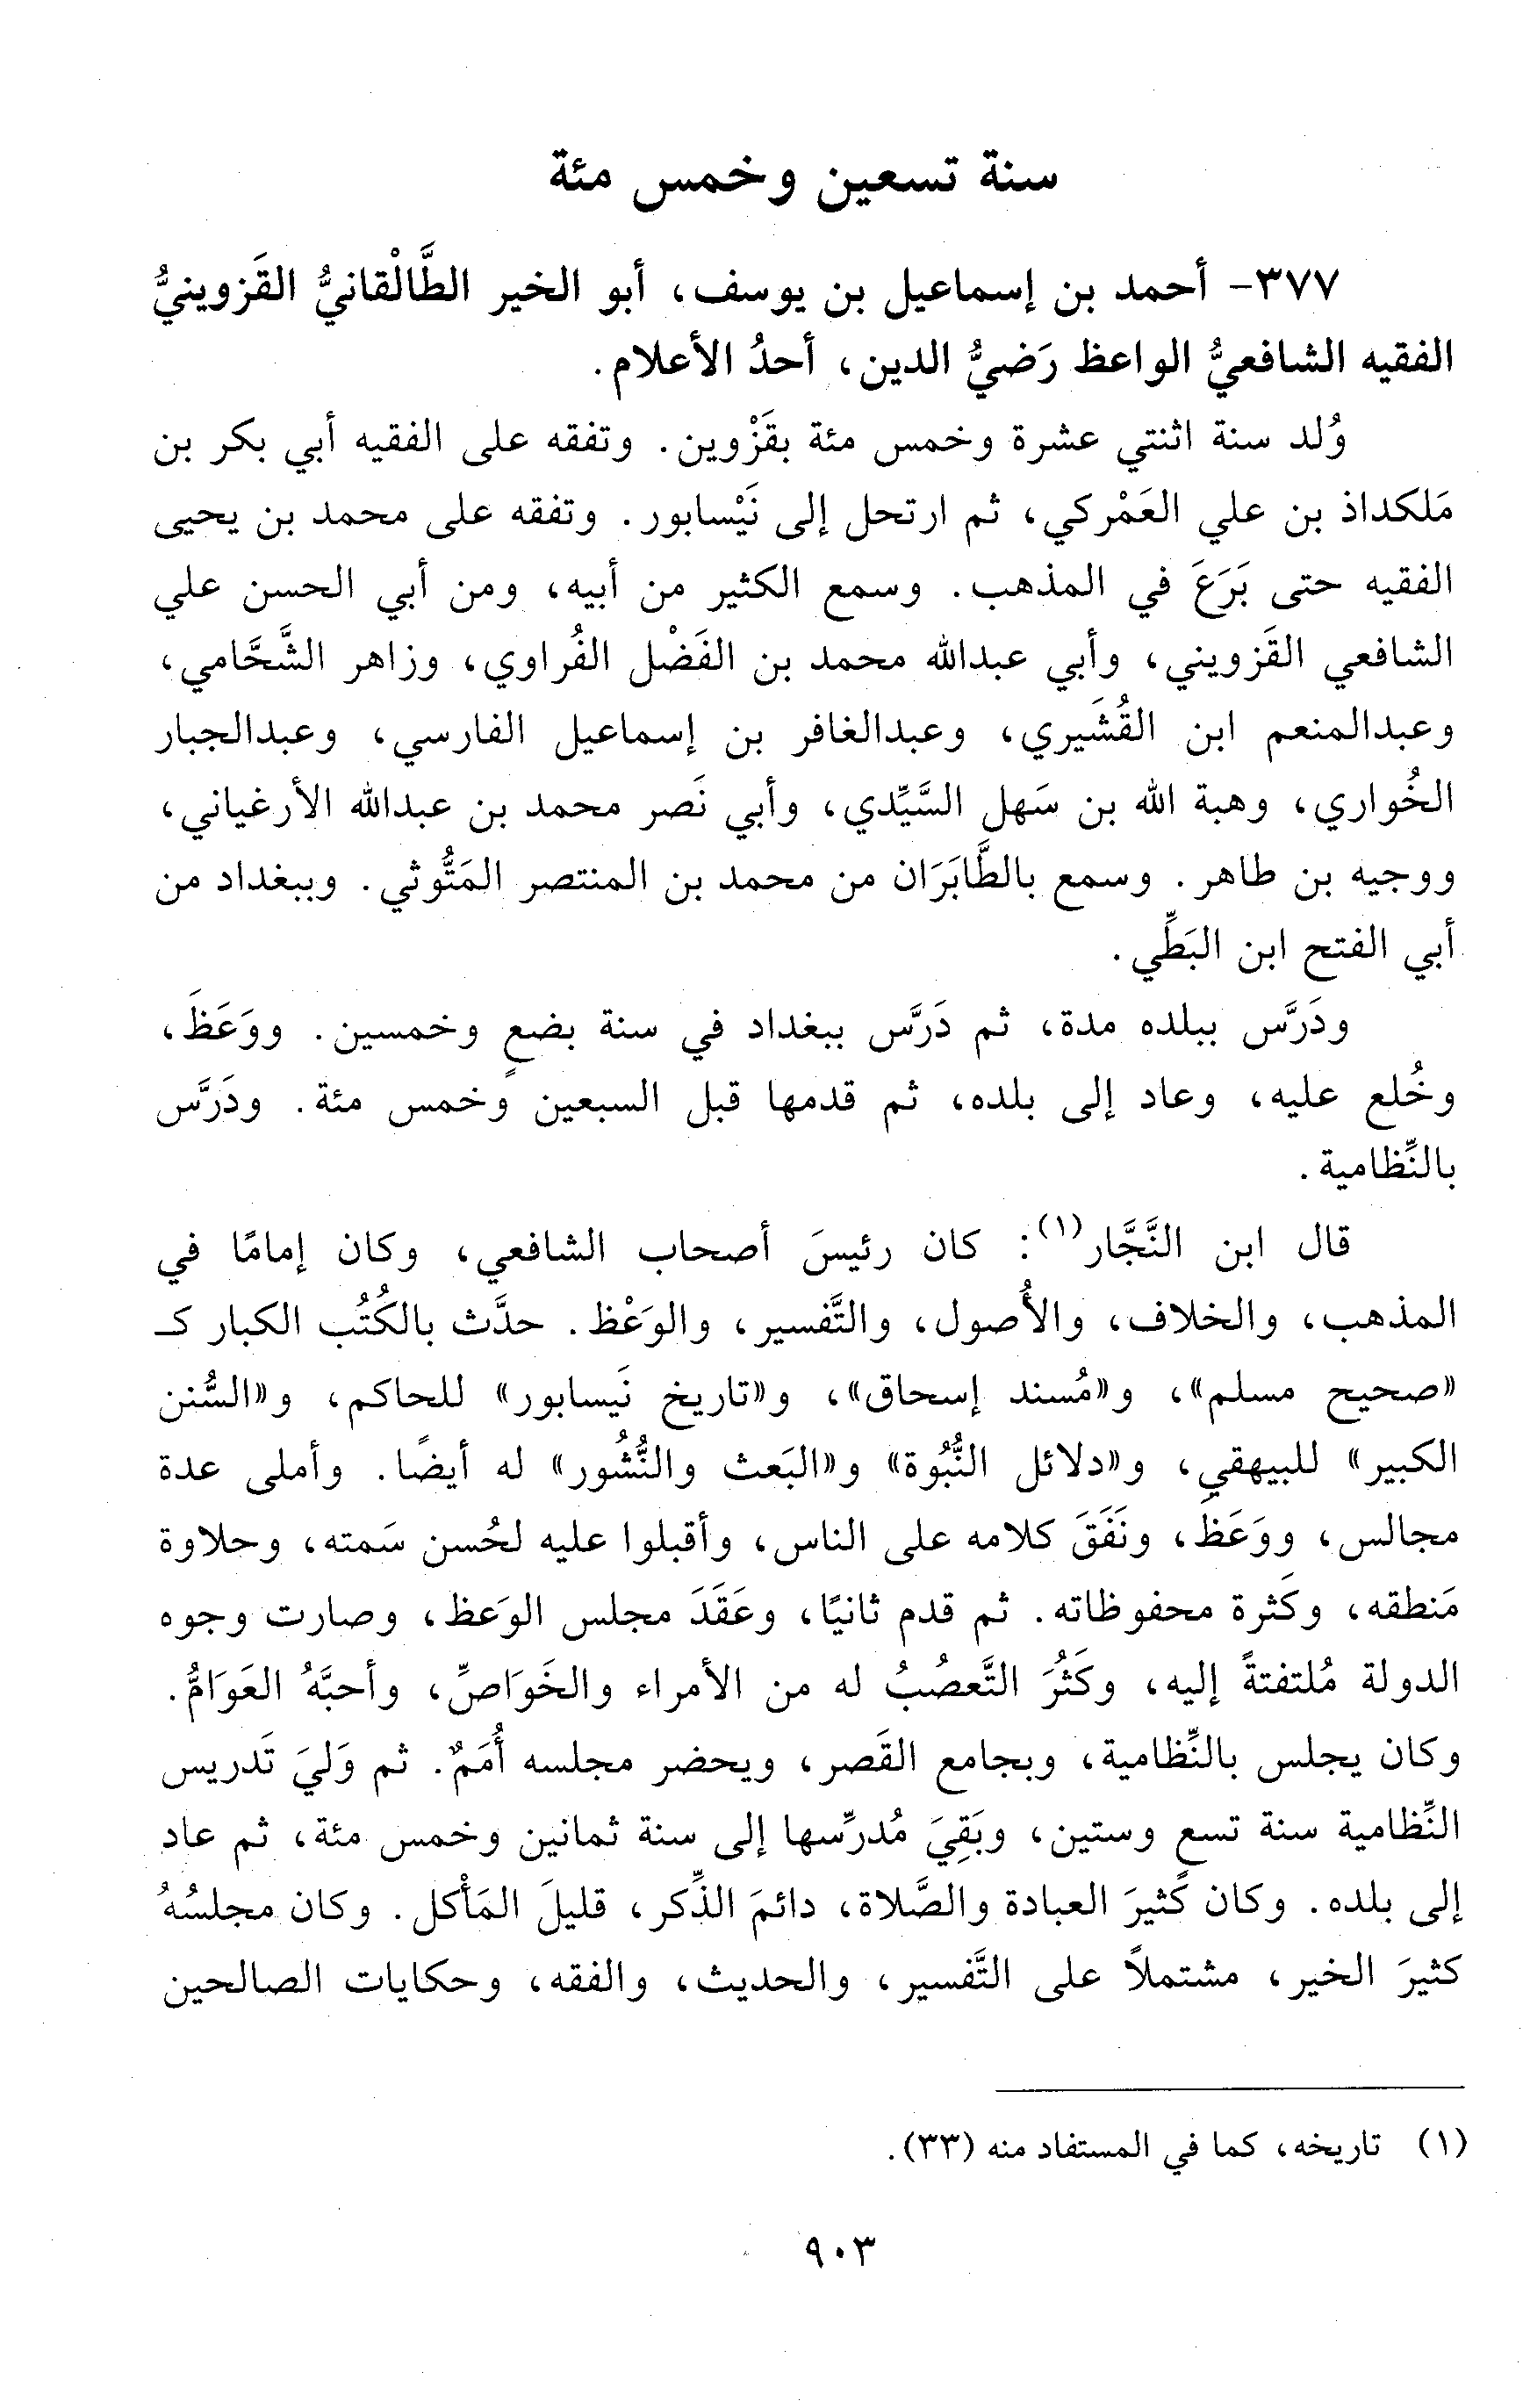 سنة تسعين وخمس مئة
٣٧٧- أحمد بن إسماعيل بن يوسف، أبو الخير الطَّالْقانيُّ القَزوينيُّ
الفقيه الشافعيُّ الواعظ رَضيُّ الدين، أحدُ الأعلام.
وُلد سنة اثنتي عشرة وخمس مئة بقَزْوين. وتفقه على الفقيه أبي بكر بن
مَلكداذ بن علي العَمْركي، ثم ارتحل إلى نَيْسابور. وتفقه على محمد بن يحيى
الفقيه حتى بَرَعَ في المذهب. وسمع الكثير من أبيه، ومن أبي الحسن علي
الشافعي القَزويني، وأبي عبدالله محمد بن الفَضْل الفُراوي، وزاهر الشَّحَّامي،
وعبدالمنعم ابن القُشَيري، وعبدالغافر بن إسماعيل الفارسي، وعبدالجبار
الخُواري، وهبة الله بن سَهل السَّيِّدي، وأبي نَصر محمد بن عبدالله الأرغياني،
ووجيه بن طاهر. وسمع بالطَّابَرَان من محمد بن المنتصر المَتُّوثي. وببغداد من
أبي الفتح ابن البَطِّي.
ودَرَّس ببلده مدة، ثم دَرَّس ببغداد في سنة بضعٍ وخمسين. ووَعَظَ،
وخُلع عليه، وعاد إلى بلده، ثم قدمها قبل السبعين وخمس مئة. ودَرَّس
بالنِّظامية.
قال ابن النَّجَّار(١): كان رئيسَ أصحاب الشافعي، وكان إمامًا في
المذهب، والخلاف، والأُصول، والتَّفسير، والوَعْظ. حدَّث بالكُتُب الكبار كـ
«صحيح مسلم»، و«مُسند إسحاق»، و«تاريخ نَيسابور» للحاكم، و«السُّنن
الكبير» للبيهقي، و«دلائل النُّبُوة» و«البَعث والنُّشُور» له أيضًا. وأملى عدة
مجالس، ووَعَظَ، ونَفَقَ كلامه على الناس، وأقبلوا عليه لحُسن سَمته، وحلاوة
مَنطقه، وكَثرة محفوظاته. ثم قدم ثانيًا، وعَقَدَ مجلس الوَعظ، وصارت وجوه
الدولة مُلتفتةً إليه، وكَثُرَ التَّعصُبُ له من الأمراء والخَوَاصِّ، وأحبَّهُ العَوَامُّ.
وكان يجلس بالنِّظامية، وبجامع القَصر، ويحضر مجلسه أُمَمٌ. ثم وَليَ تَدريس
النِّظامية سنة تسعٍ وستين، وبَقِيَ مُدرِّسها إلى سنة ثمانين وخمس مئة، ثم عاد
إلى بلده. وكان كَثيرَ العبادة والصَّلاة، دائمَ الذِّكر، قليلَ المَأْكل. وكان مجلسُهُ
كثيرَ الخير، مشتملاً على التَّفسير، والحديث، والفقه، وحكايات الصالحين
(١) تاريخه، كما في المستفاد منه (٣٣).
٩٠٣